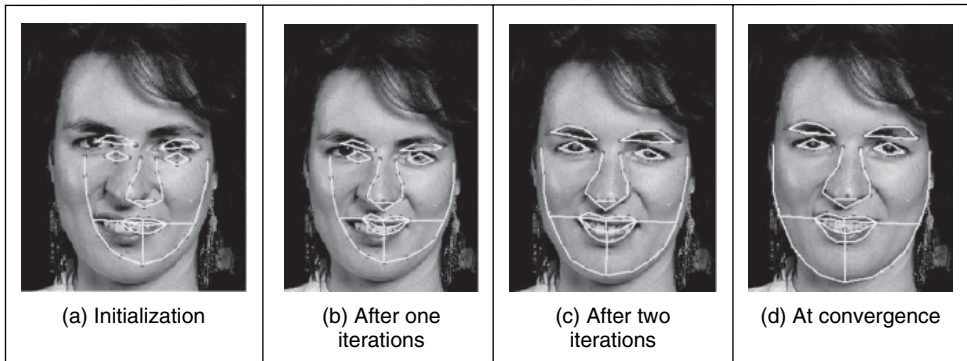 (a) Initialization
(b) After one
iterations
(c) After two
iterations
(d) At convergence